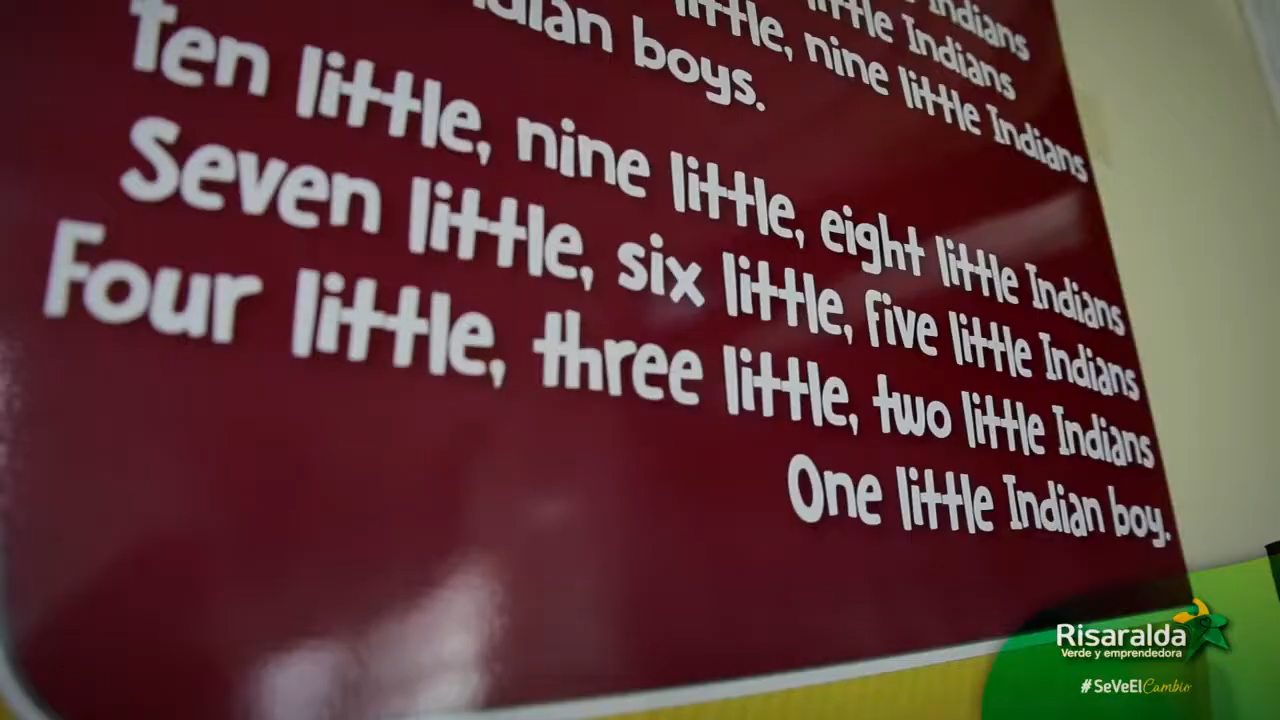 Indians
little Indians
little, nine little Indians
Indian boys.
Ten little, nine little, eight little Indians
Seven little, six little, five little Indians
Four little, three little, two little Indians
One little Indian boy.
Risaralda
Verde y emprendedora
#SeVeElCambio